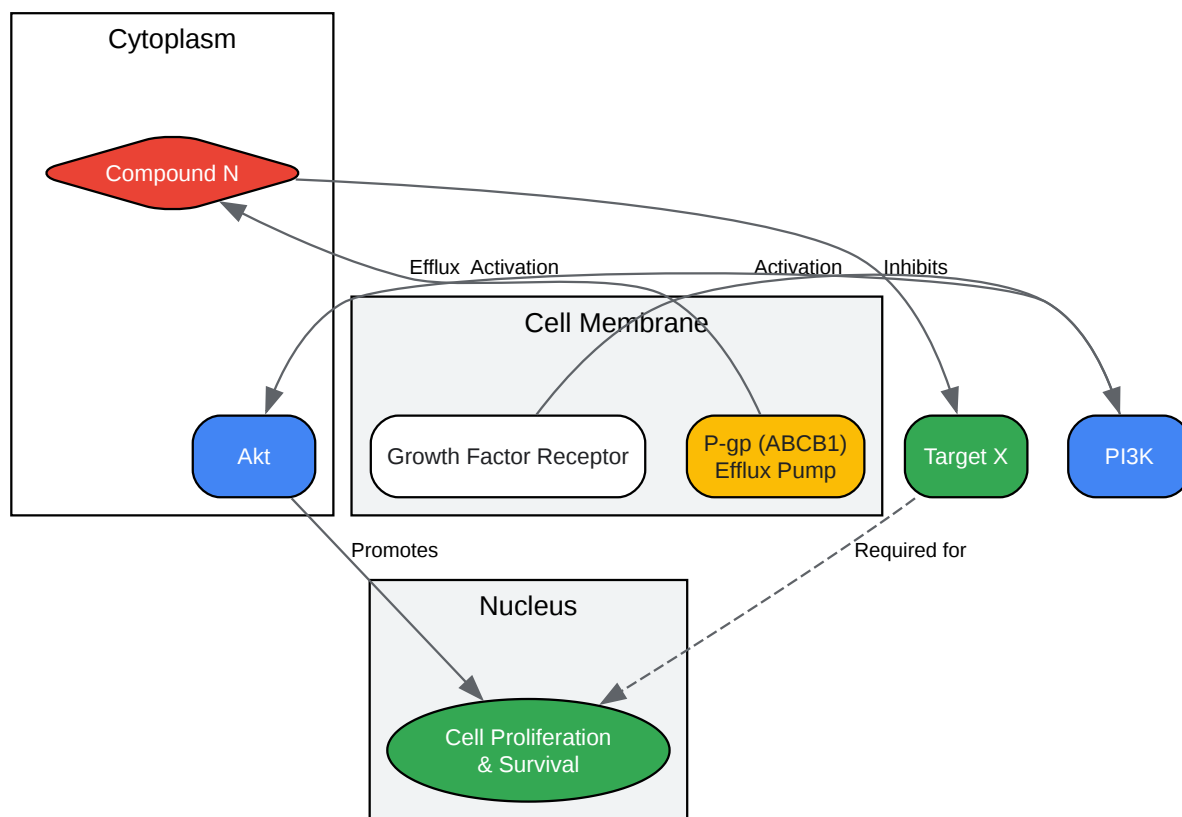 Cytoplasm
Compound N
Efflux
Activation
Activation
Inhibits
Cell Membrane
Akt
Growth Factor Receptor
P-gp (ABCB1)
Efflux Pump
Target X
PI3K
Promotes
Required for
Nucleus
Cell Proliferation
& Survival